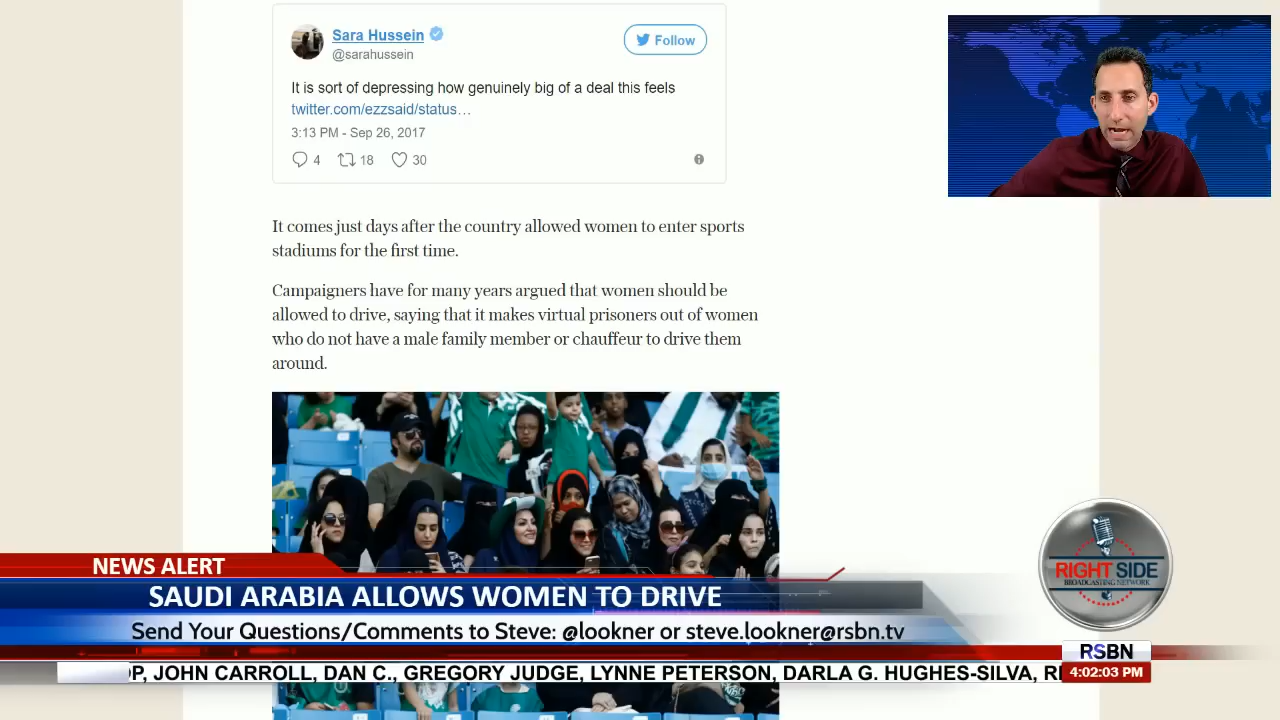 Sara Hussein
@sarahussein
Follow
It is sort of depressing how genuinely big of a deal this feels
twitter.com/ezzsaid/status…
3:13 PM - Sep 26, 2017
4 18 30
It comes just days after the country allowed women to enter sports
stadiums for the first time.
Campaigners have for many years argued that women should be
allowed to drive, saying that it makes virtual prisoners out of women
who do not have a male family member or chauffeur to drive them
around.
NEWS ALERT
SAUDI ARABIA ALLOWS WOMEN TO DRIVE
Send Your Questions/Comments to Steve: @lookner or steve.lookner@rsbn.tv
RIGHT SIDE
BROADCASTING NETWORK
RSBN
OP, JOHN CARROLL, DAN C., GREGORY JUDGE, LYNNE PETERSON, DARLA G. HUGHES-SILVA, RI
4:02:03 PM